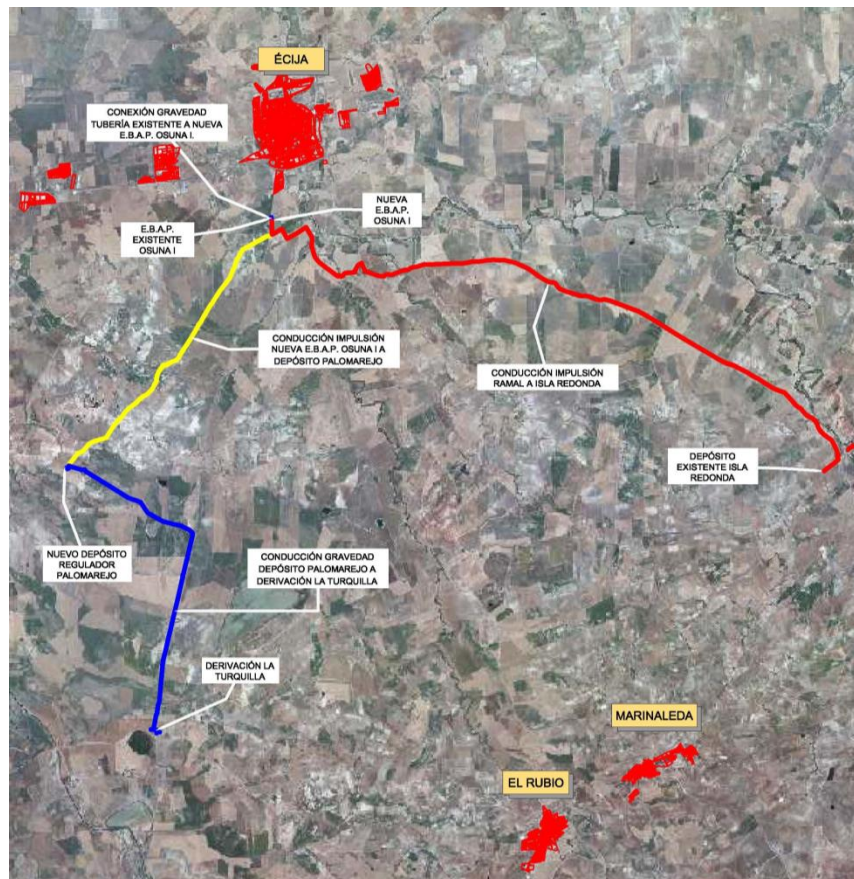 ÉCIJA
CONEXIÓN GRAVEDAD
TUBERÍA EXISTENTE A NUEVA
E.B.A.P. OSUNA I.
NUEVA
E.B.A.P.
OSUNA I
E.B.A.P.
EXISTENTE
OSUNA I
CONDUCCIÓN IMPULSIÓN
NUEVA E.B.A.P. OSUNA I A
DEPÓSITO PALOMAREJO
CONDUCCIÓN IMPULSIÓN
RAMAL A ISLA REDONDA
DEPÓSITO
EXISTENTE ISLA
REDONDA
NUEVO DEPÓSITO
REGULADOR
PALOMAREJO
CONDUCCIÓN GRAVEDAD
DEPÓSITO PALOMAREJO A
DERIVACIÓN LA TURQUILLA
DERIVACIÓN LA
TURQUILLA
MARINALEDA
EL RUBIO